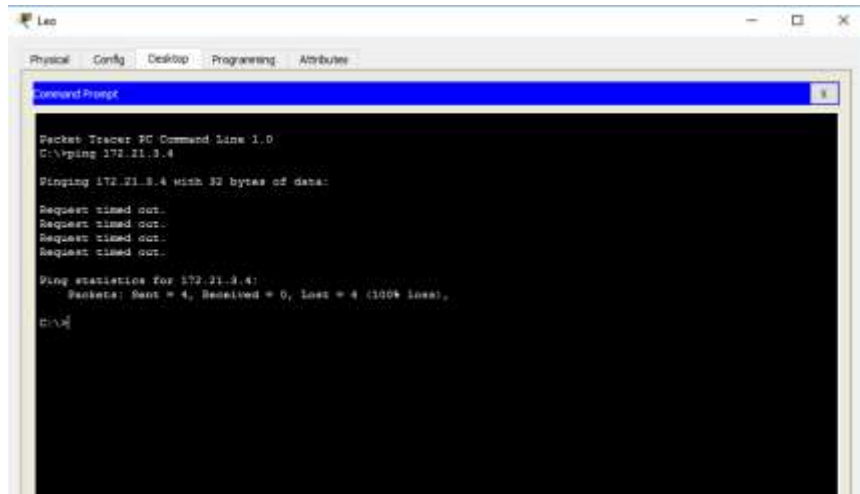 Leo
Physical Config Desktop Programming Attributes
Command Prompt
X
Packet Tracer PC Command Line 1.0
C:\>ping 172.21.3.4
Pinging 172.21.3.4 with 32 bytes of data:
Request timed out.
Request timed out.
Request timed out.
Request timed out.
Ping statistics for 172.21.3.4:
Packets: Sent = 4, Received = 0, Lost = 4 (100% loss),
C:\>